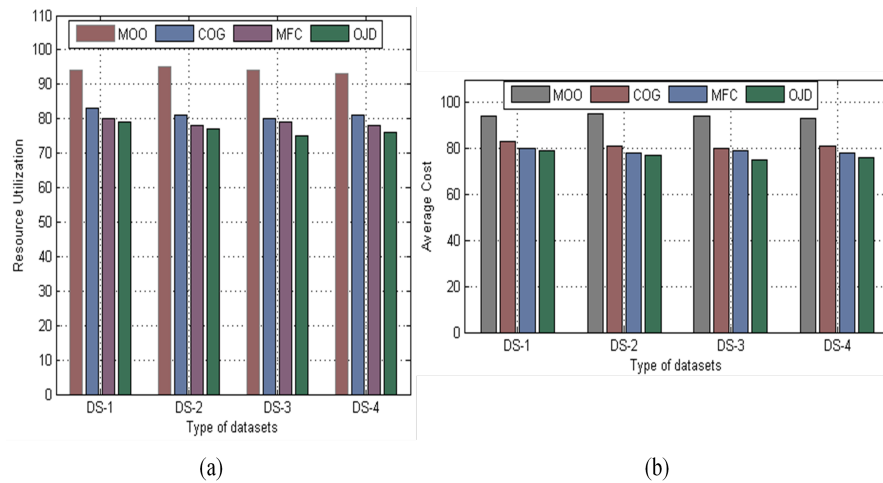 MOO COG MFC OJD
Resource Utilization
110
100
90
80
70
60
50
40
30
20
10
0
DS-1 DS-2 DS-3 DS-4
Type of datasets
(a)
MOO COG MFC OJD
Average Cost
100
80
60
40
20
0
DS-1 DS-2 DS-3 DS-4
Type of datasets
(b)